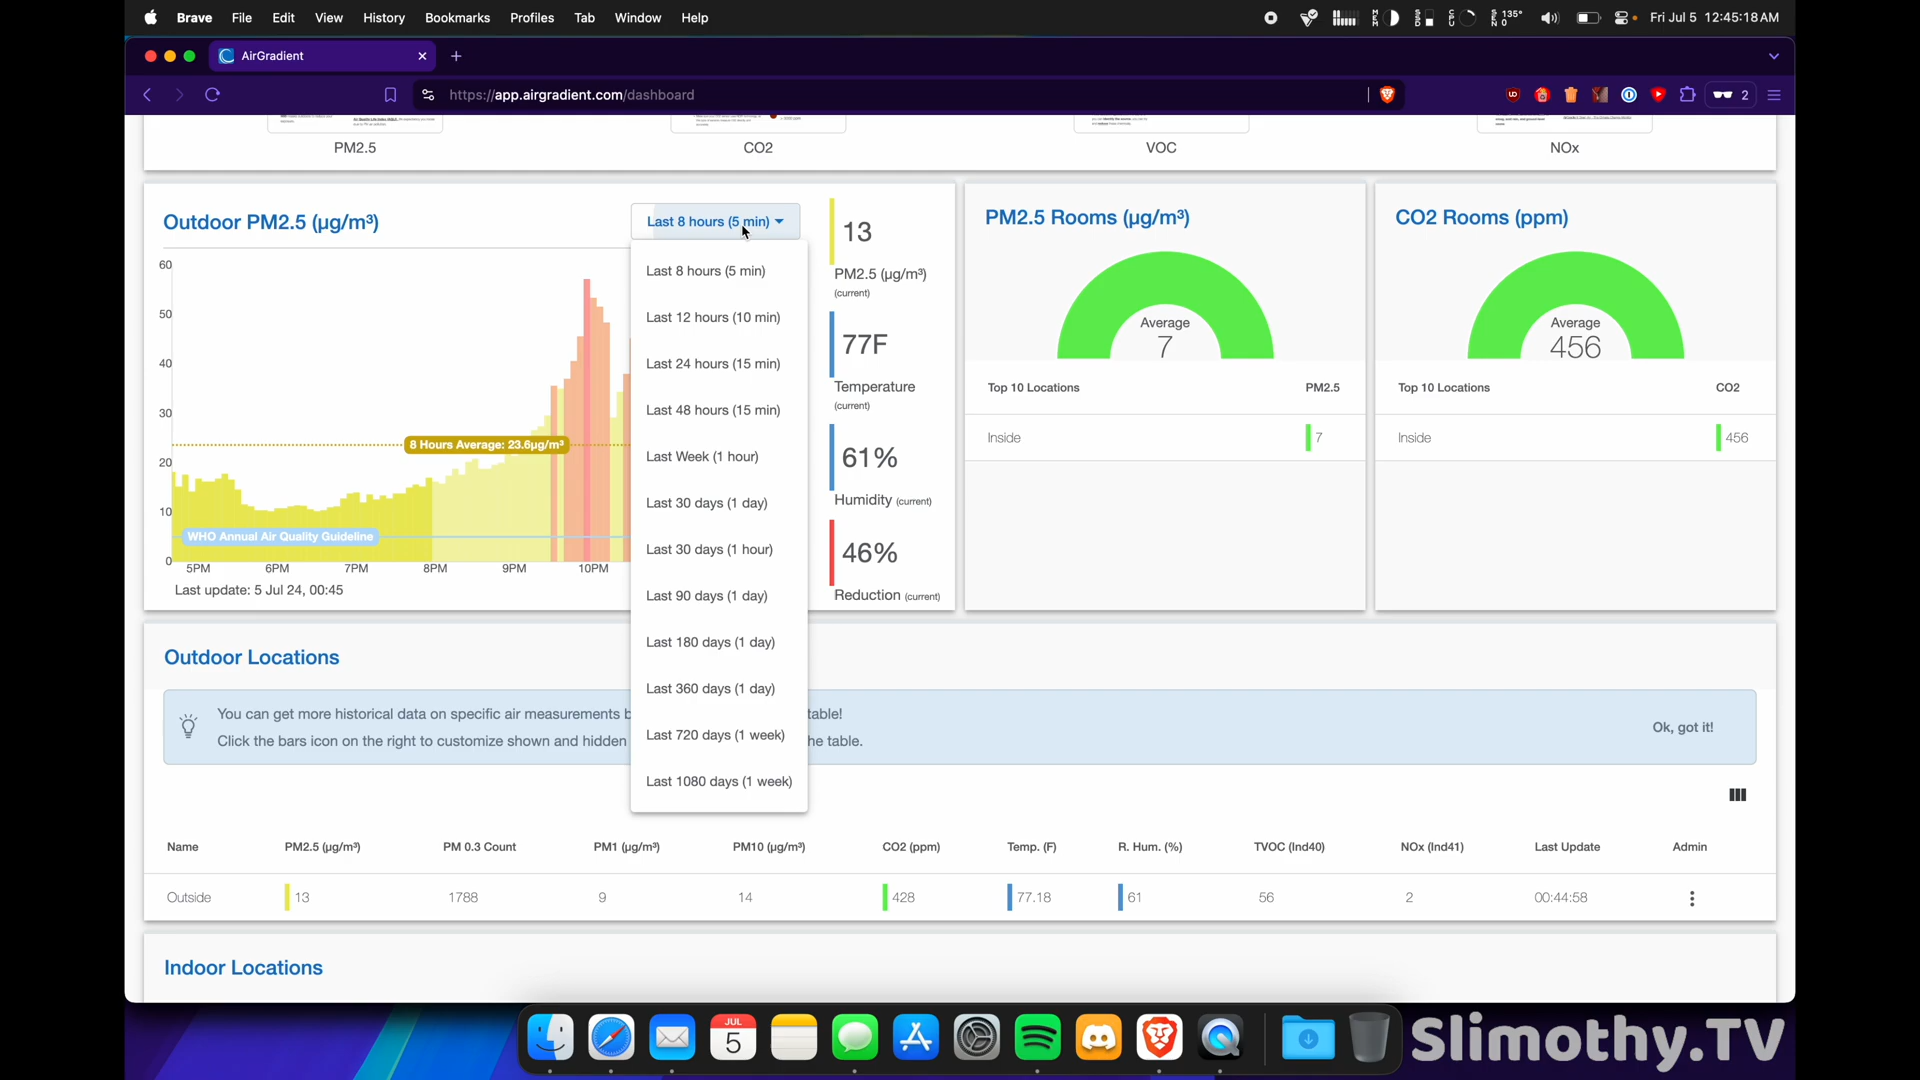 Brave File Edit View History Bookmarks Profiles Tab Window Help
135°
Fri Jul 5 12:45:18 AM
AirGradient
https://app.airgradient.com/dashboard
2
PM2.5 CO2 VOC NOx
Outdoor PM2.5 (µg/m³)
Last 8 hours (5 min)
Last 8 hours (5 min)
Last 12 hours (10 min)
Last 24 hours (15 min)
Last 48 hours (15 min)
Last Week (1 hour)
Last 30 days (1 day)
Last 30 days (1 hour)
Last 90 days (1 day)
Last 180 days (1 day)
Last 360 days (1 day)
Last 720 days (1 week)
Last 1080 days (1 week)
60
50
40
30
20
10
0
8 Hours Average: 23.6µg/m³
WHO Annual Air Quality Guideline
5PM 6PM 7PM 8PM 9PM 10PM
Last update: 5 Jul 24, 00:45
13
PM2.5 (µg/m³)
(current)
77F
Temperature
(current)
61%
Humidity (current)
46%
Reduction (current)
PM2.5 Rooms (µg/m³)
Average
7
Top 10 Locations PM2.5
Inside 7
CO2 Rooms (ppm)
Average
456
Top 10 Locations CO2
Inside 456
Outdoor Locations
You can get more historical data on specific air measurements b table!
Click the bars icon on the right to customize shown and hidden he table.
Ok, got it!
Name PM2.5 (µg/m³) PM 0.3 Count PM1 (µg/m³) PM10 (µg/m³) CO2 (ppm) Temp. (F) R. Hum. (%) TVOC (Ind40) NOx (Ind41) Last Update Admin
Outside 13 1788 9 14 428 77.18 61 56 2 00:44:58
Indoor Locations
JUL
5
Slimothy.TV